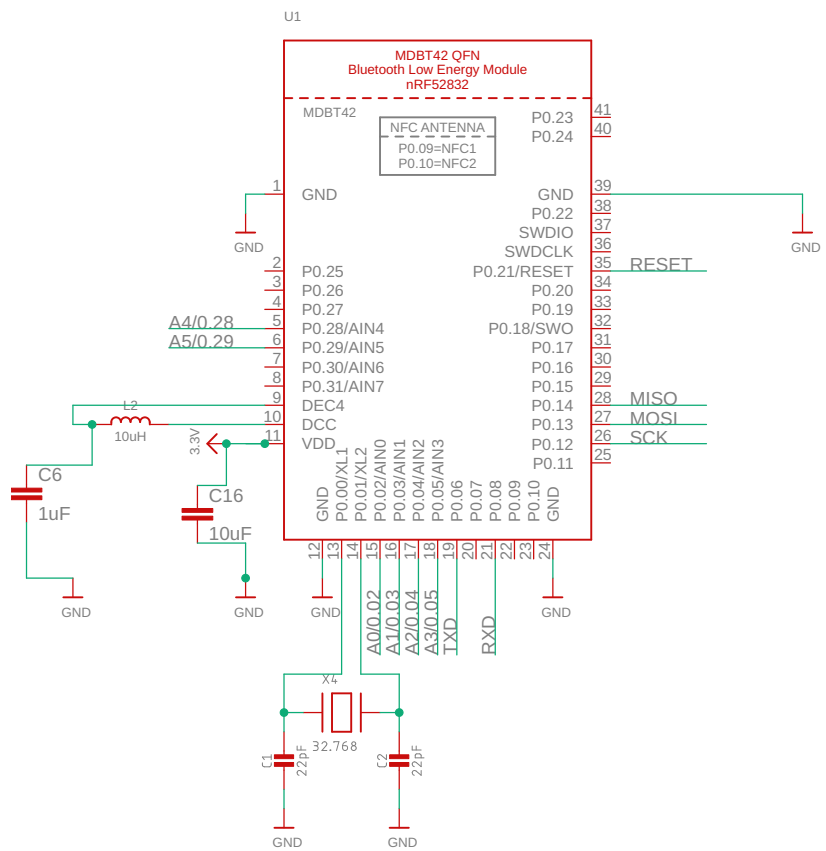 U1
MDBT42 QFN
Bluetooth Low Energy Module
nRF52832
MDBT42
NFC ANTENNA
P0.09=NFC1
P0.10=NFC2
P0.23 41
P0.24 40
1 GND
GND
GND 39
GND
P0.22 38
SWDIO 37
SWDCLK 36
2 P0.25
P0.21/RESET 35 RESET
3 P0.26
P0.20 34
4 P0.27
P0.19 33
A4/0.28 5 P0.28/AIN4
P0.18/SWO 32
A5/0.29 6 P0.29/AIN5
P0.17 31
7 P0.30/AIN6
P0.16 30
8 P0.31/AIN7
P0.15 29
9 DEC4
P0.14 28 MISO
L2
10uH
10 DCC
P0.13 27 MOSI
3.3V
11 VDD
P0.12 26 SCK
P0.11 25
C6
1uF
GND
C16
10uF
GND
GND 12
P0.00/XL1 13
P0.01/XL2 14
P0.02/AIN0 15
P0.03/AIN1 16
P0.04/AIN2 17
P0.05/AIN3 18
P0.06 19
P0.07 20
P0.08 21
P0.09 22
P0.10 23
GND 24
GND
A0/0.02
A1/0.03
A2/0.04
A3/0.05
TXD
RXD
GND
X4
32.768
C1
22pF
C2
22pF
GND
GND